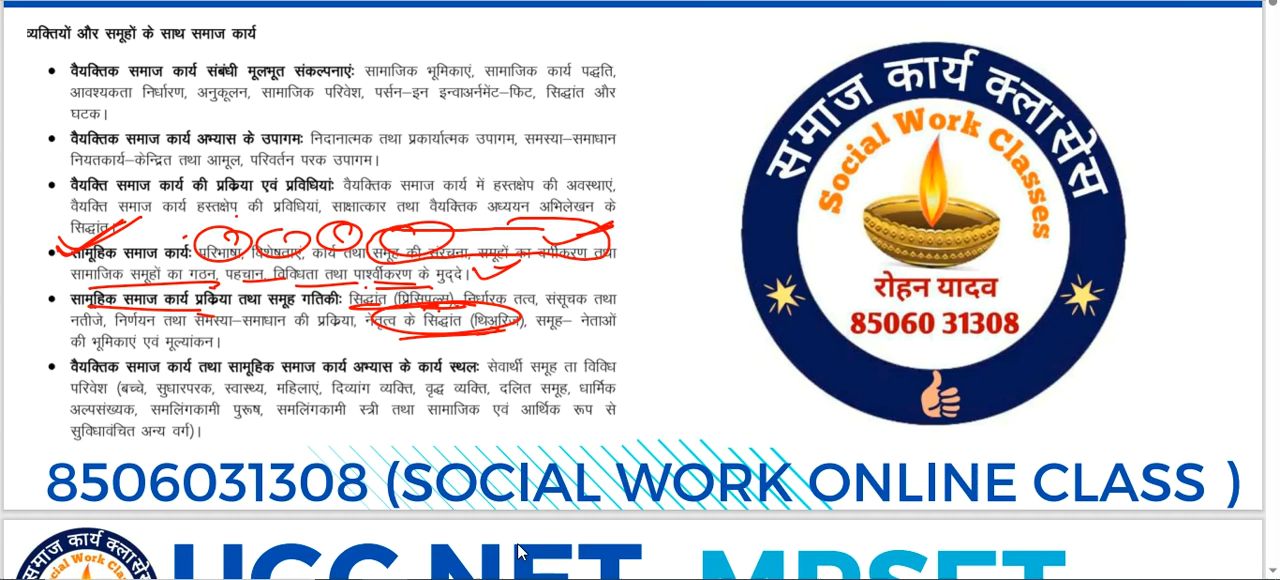 व्यक्तियों और समूहों के साथ समाज कार्य
• वैयक्तिक समाज कार्य संबंधी मूलभूत संकल्पनाएंः सामाजिक भूमिकाएं, सामाजिक कार्य पद्धति,
आवश्यकता निर्धारण, अनुकूलन, सामाजिक परिवेश, पर्सन–इन इन्वाअर्नमेंट–फिट, सिद्धांत और
घटक।
• वैयक्तिक समाज कार्य अभ्यास के उपागमः निदानात्मक तथा प्रकार्यात्मक उपागम, समस्या–समाधान
नियतकार्य–केन्द्रित तथा आमूल, परिवर्तन परक उपागम।
• वैयक्ति समाज कार्य की प्रकिया एवं प्रविधियांः वैयक्तिक समाज कार्य में हस्तक्षेप की अवस्थाएं,
वैयक्ति समाज कार्य हस्तक्षेप की प्रविधियां, साक्षात्कार तथा वैयक्तिक अध्ययन अभिलेखन के
सिद्धांत।
• सामूहिक समाज कार्यः परिभाषा, विशेषताएं, कार्य तथा समूह की संरचना, समूहों का वर्गीकरण तथा
सामाजिक समूहों का गठन, पहचान, विविधता तथा पार्श्वीकरण के मुद्दे।
• सामूहिक समाज कार्य प्रकिया तथा समूह गतिकीः सिद्धांत (प्रिंसिपल्स), निर्धारक तत्व, संसूचक तथा
नतीजे, निर्णयन तथा समस्या–समाधान की प्रकिया, नेतृत्व के सिद्धांत (थिअरिज), समूह– नेताओं
की भूमिकाएं एवं मूल्यांकन।
• वैयक्तिक समाज कार्य तथा सामूहिक समाज कार्य अभ्यास के कार्य स्थलः सेवार्थी समूह ता विविध
परिवेश (बच्चे, सुधारपरक, स्वास्थ्य, महिलाएं, दिव्यांग व्यक्ति, वृद्ध व्यक्ति, दलित समूह, धार्मिक
अल्पसंख्यक, समलिंगकामी पुरूष, समलिंगकामी स्त्री तथा सामाजिक एवं आर्थिक रूप से
सुविधावंचित अन्य वर्ग)।
समाज कार्य क्लासेस
Social Work Classes
रोहन यादव
85060 31308
8506031308 (SOCIAL WORK ONLINE CLASS )
समाज कार्य क्लासेस
Social Work Classes
UGC NET MPSET